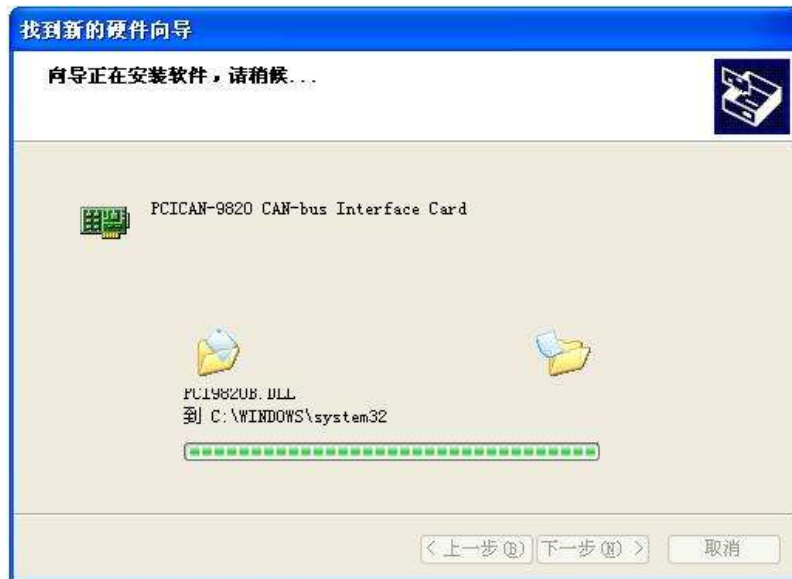 找到新的硬件向导
向导正在安装软件，请稍候...
PCICAN-9820 CAN-bus Interface Card
PCI9820B.DLL
到 C:\WINDOWS\system32
< 上一步(B)
下一步(N) >
取消